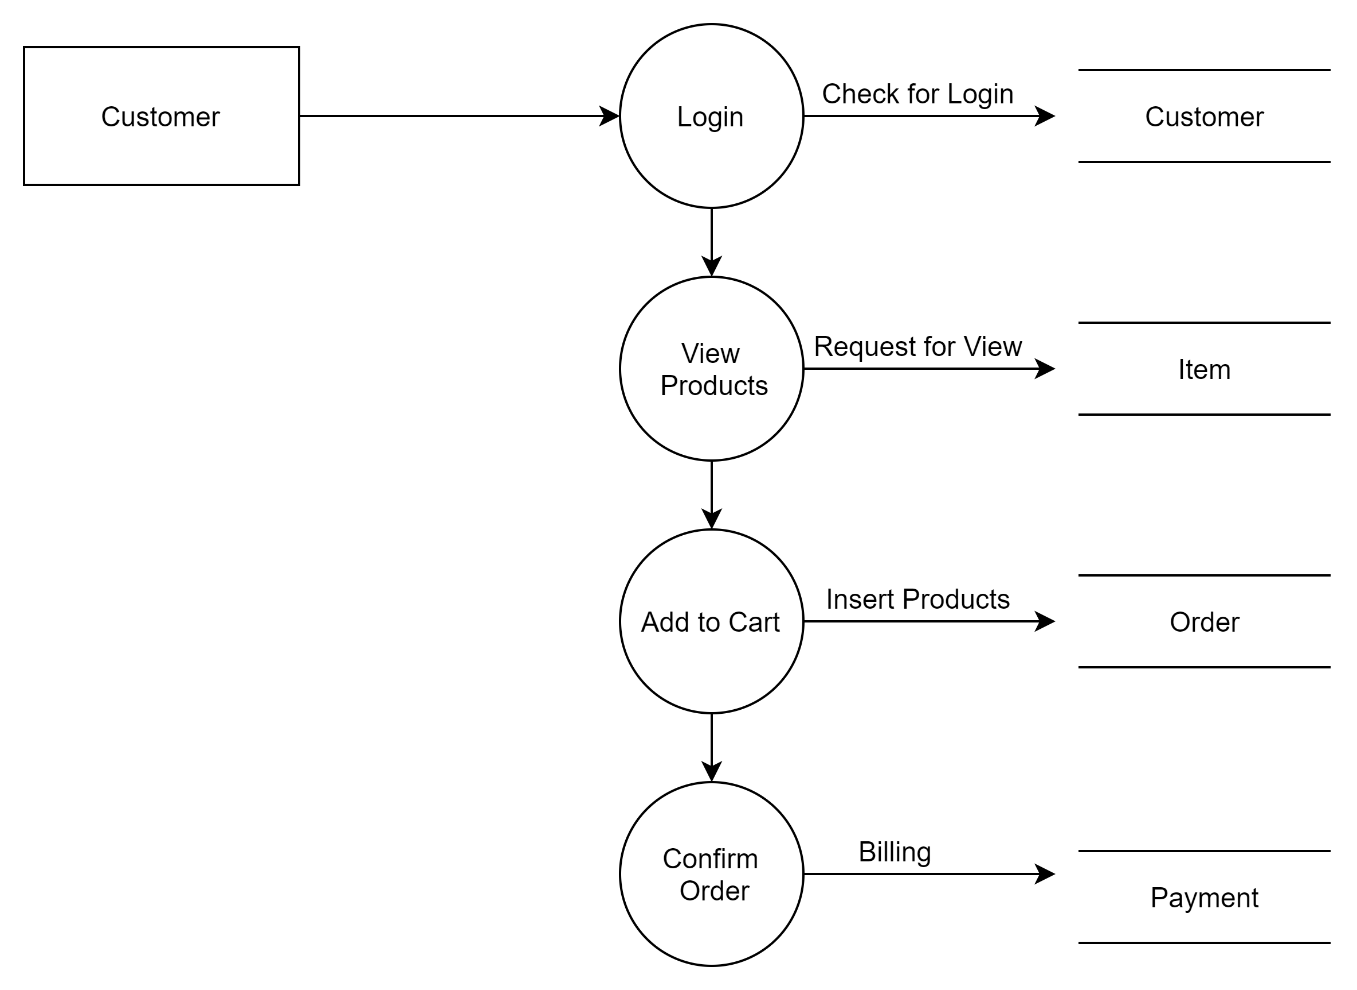 Customer
Login
Check for Login
Customer
View
Products
Request for View
Item
Add to Cart
Insert Products
Order
Confirm
Order
Billing
Payment